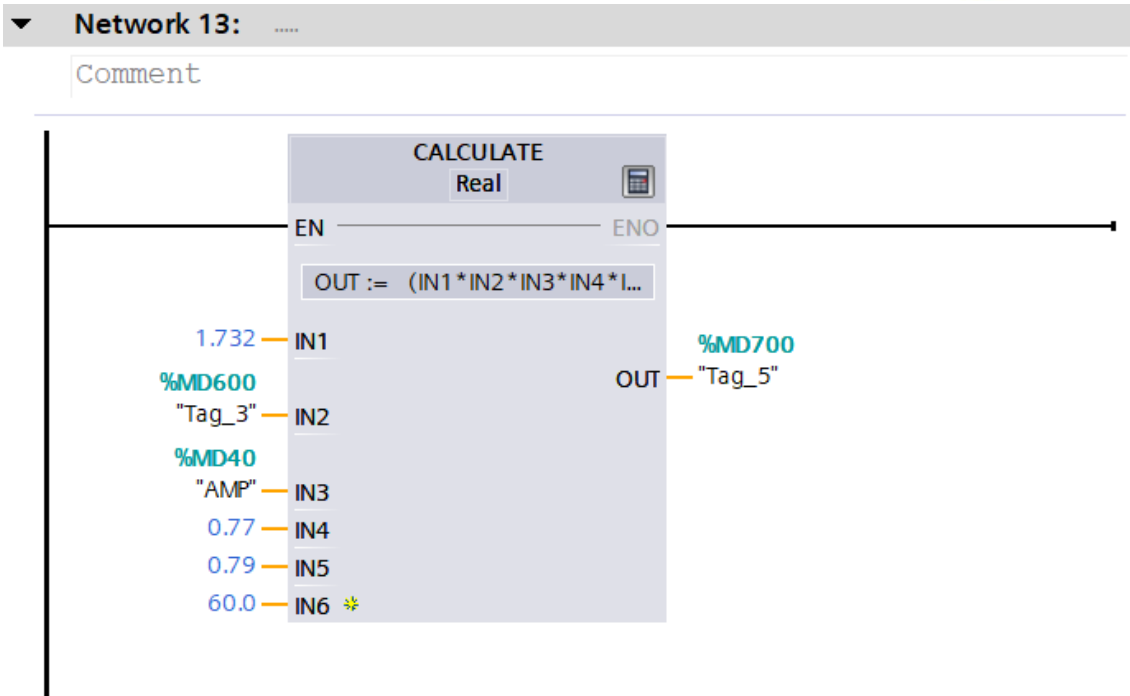 Network 13: .....
Comment
CALCULATE
Real
EN ENO
OUT := (IN1*IN2*IN3*IN4*I...
1.732 IN1
%MD700
%MD600
OUT "Tag_5"
"Tag_3" IN2
%MD40
"AMP" IN3
0.77 IN4
0.79 IN5
60.0 IN6